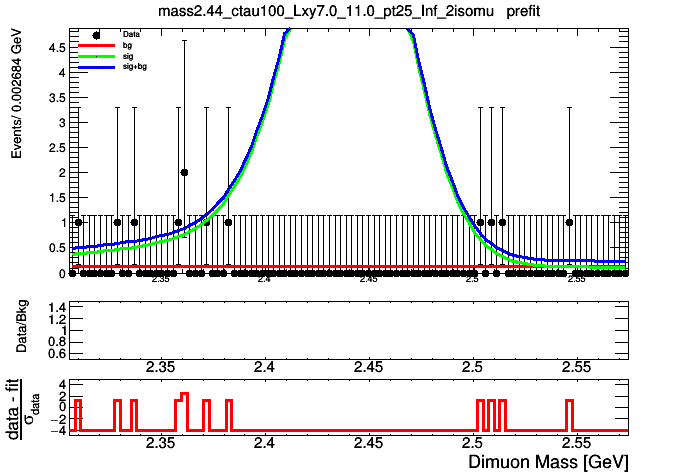 mass2.44_ctau100_Lxy7.0_11.0_pt25_Inf_2isomu prefit
Events/ 0.002684 GeV
Data
bg
sig
sig+bg
4.5
4
3.5
3
2.5
2
1.5
1
0.5
0
2.35 2.4 2.45 2.5 2.55
Data/Bkg
1.4
1.2
1
0.8
0.6
2.35 2.4 2.45 2.5 2.55
data - fit
σdata
4
2
0
−2
−4
2.35 2.4 2.45 2.5 2.55
Dimuon Mass [GeV]